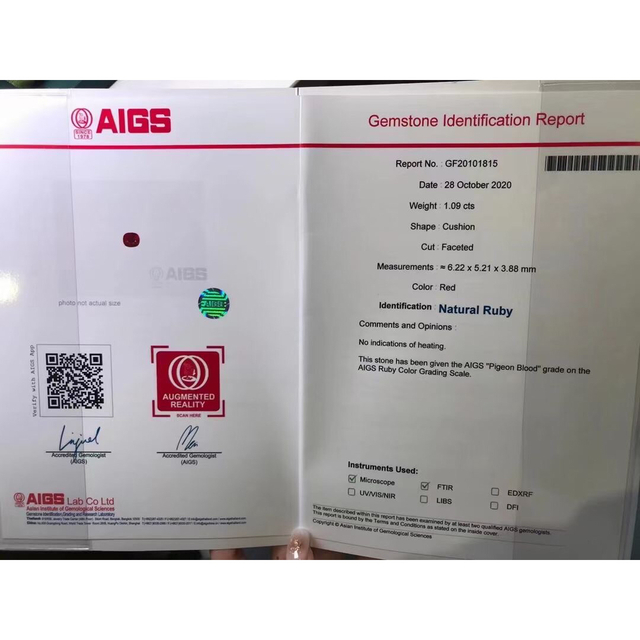 AIGS
SINCE
1978
AIGS
photo not actual size
AIGS
Verify with AIGS App
AUGMENTED
REALITY
SCAN HERE
Accredited Gemologist
(AIGS)
Accredited Gemologist
(AIGS)
AIGS Lab Co Ltd
Asian Institute of Gemological Sciences
Gemstone Identification, Grading and Research Laboratory
Gemstone Identification Report
Report No. : GF20101815
Date : 28 October 2020
Weight : 1.09 cts
Shape : Cushion
Cut : Faceted
Measurements : ≈ 6.22 x 5.21 x 3.88 mm
Color : Red
Identification : Natural Ruby
Comments and Opinions :
No indications of heating.
This stone has been given the AIGS "Pigeon Blood" grade on the
AIGS Ruby Color Grading Scale.
Instruments Used:
Microscope
FTIR
EDXRF
UV/VIS/NIR
LIBS
DFI
The item described within this report has been examined by at least two qualified AIGS gemologists.
This report is bound by the Terms and Conditions as stated on the inside cover.
Copyright © Asian Institute of Gemological Sciences